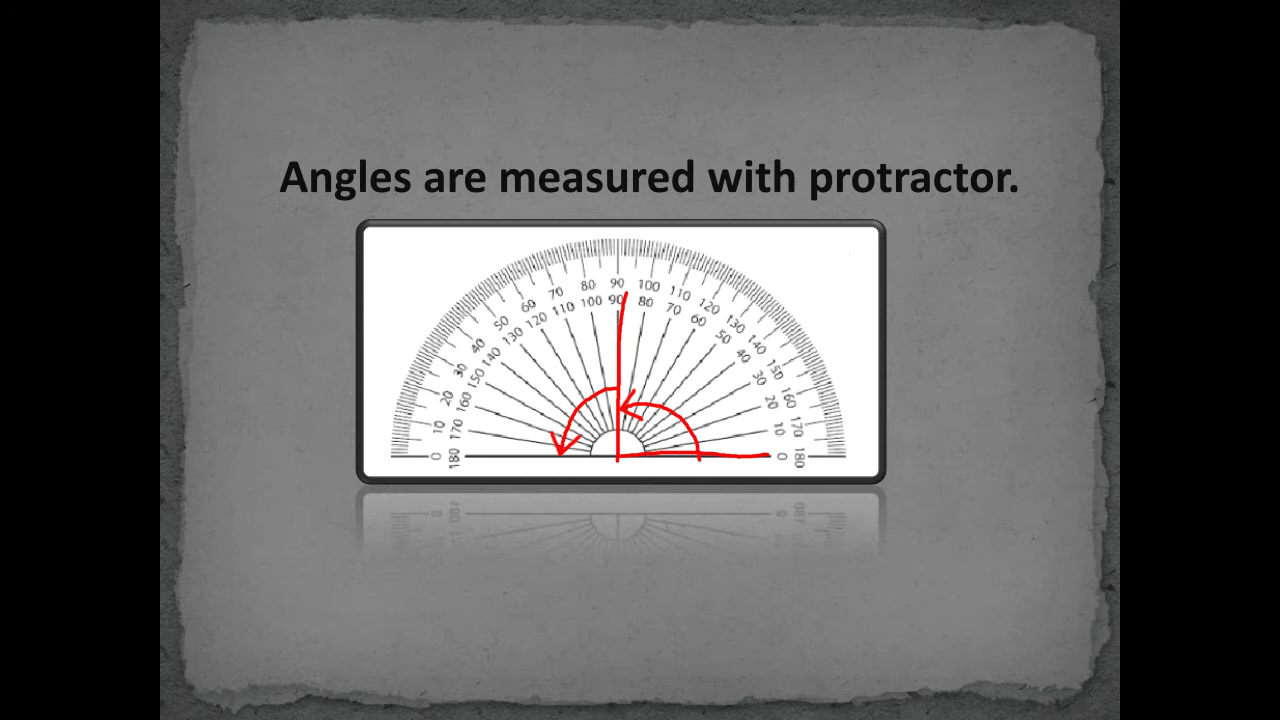 Angles are measured with protractor.
0 10 20 30 40 50 60 70 80 90 100 110 120 130 140 150 160 170 180
180 170 160 150 140 130 120 110 100 90 80 70 60 50 40 30 20 10 0